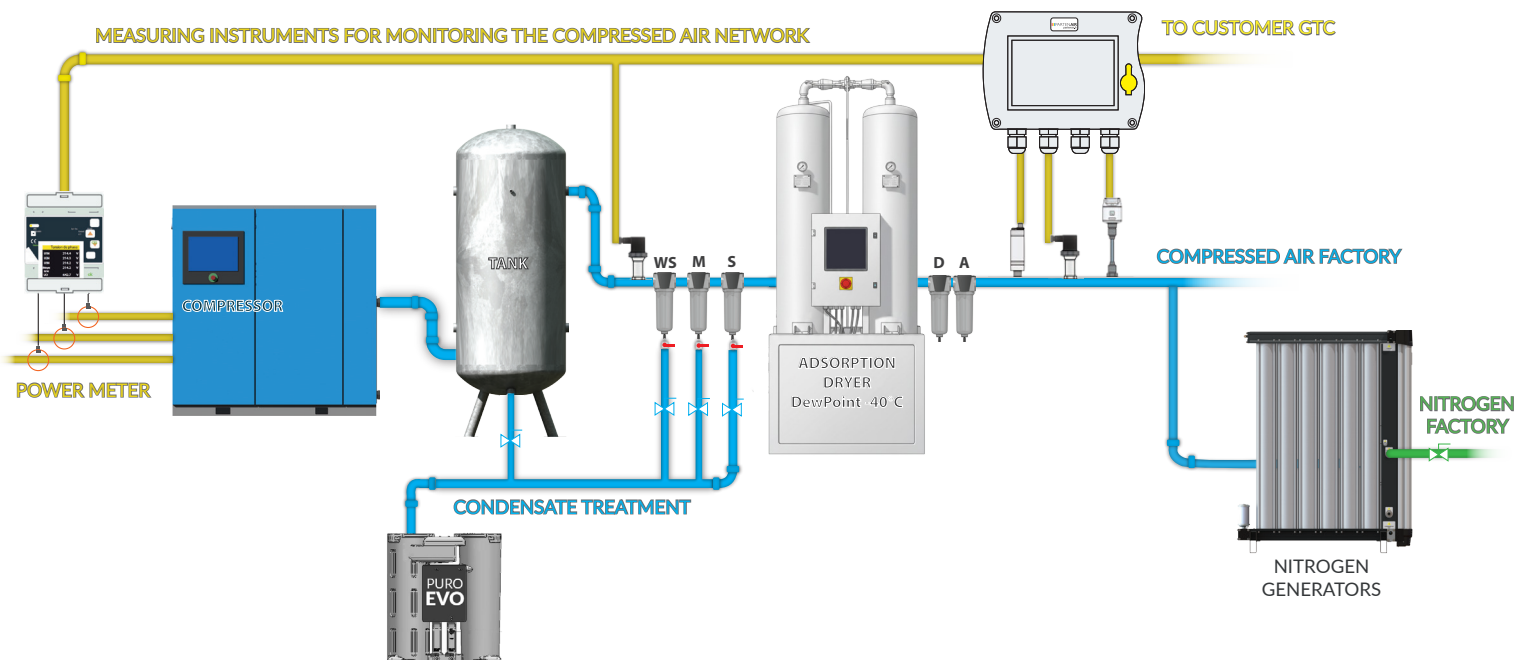 MEASURING INSTRUMENTS FOR MONITORING THE COMPRESSED AIR NETWORK
TO CUSTOMER GTC
TANK
WS
M
S
D
A
COMPRESSED AIR FACTORY
COMPRESSOR
POWER METER
ADSORPTION
DRYER
DewPoint -40°C
NITROGEN
FACTORY
CONDENSATE TREATMENT
NITROGEN
GENERATORS
PURO
EVO